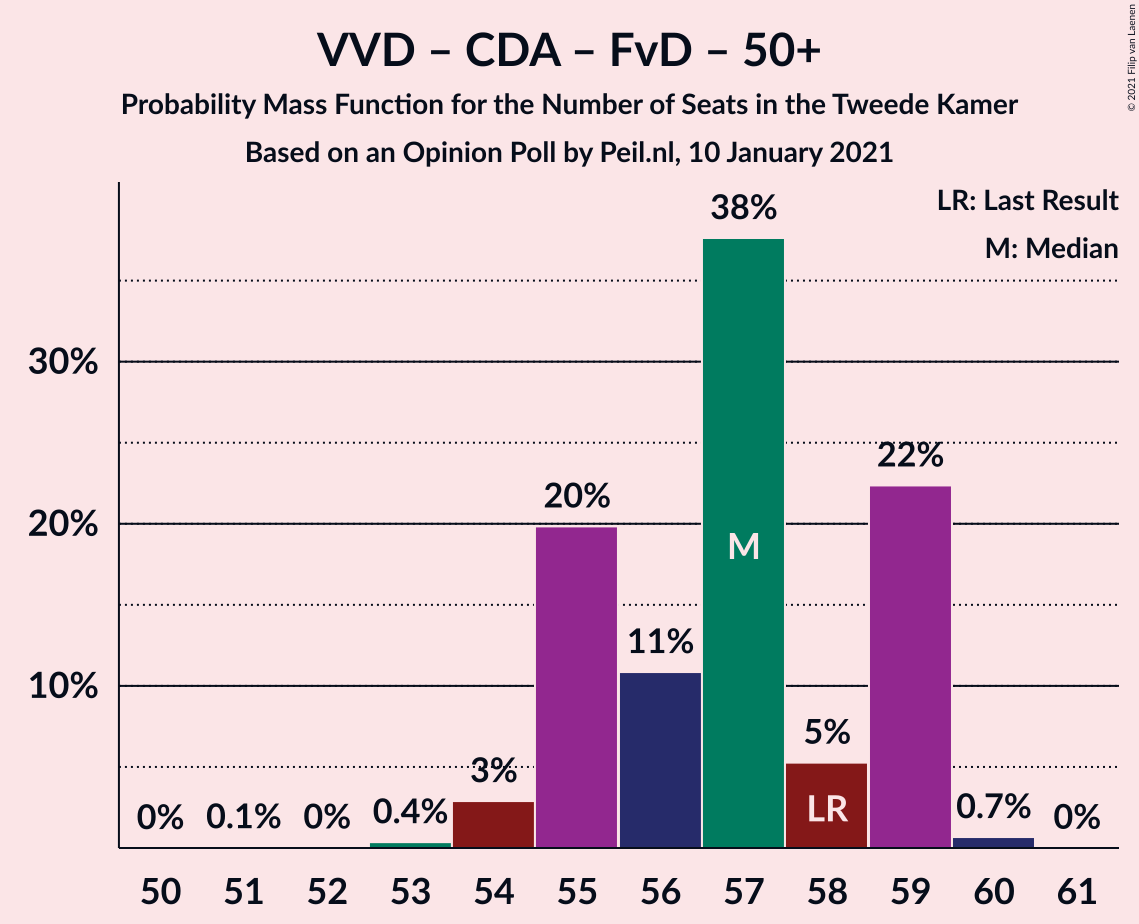 VVD – CDA – FvD – 50+
Probability Mass Function for the Number of Seats in the Tweede Kamer
Based on an Opinion Poll by Peil.nl, 10 January 2021
© 2021 Filip van Laenen
LR: Last Result
M: Median
38%
30%
22%
20%
20%
M
11%
10%
5%
3%
LR
0%
0.1%
0%
0.4%
0.7%
0%
50 51 52 53 54 55 56 57 58 59 60 61